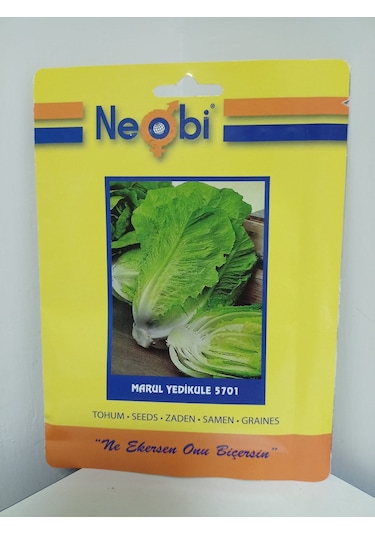 Neobi®
MARUL YEDİKULE 5701
TOHUM • SEEDS • ZADEN • SAMEN • GRAINES
"Ne Ekersen Onu Biçersin"